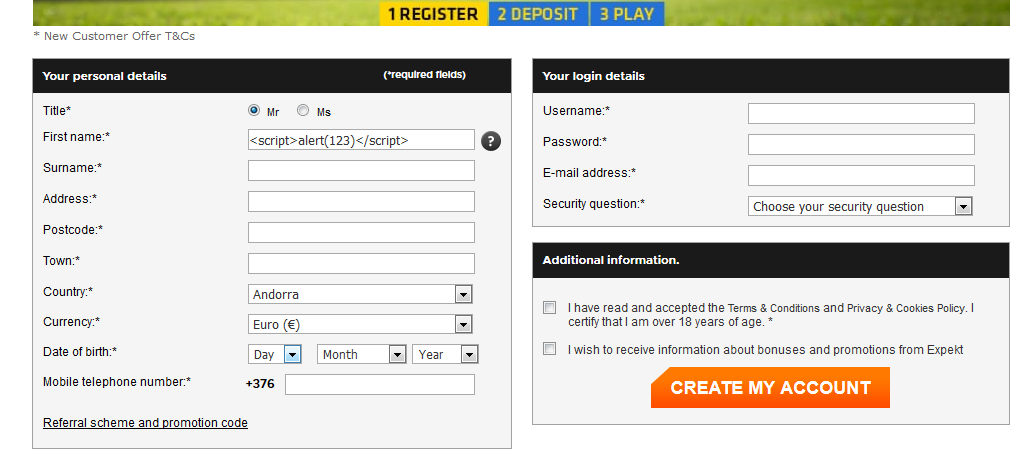 1 REGISTER 2 DEPOSIT 3 PLAY
* New Customer Offer T&Cs
Your personal details (*required fields)
Title* Mr Ms
First name:* <script>alert(123)</script> ?
Surname:*
Address:*
Postcode:*
Town:*
Country:* Andorra
Currency:* Euro (€)
Date of birth:* Day Month Year
Mobile telephone number:* +376
Referral scheme and promotion code
Your login details
Username:*
Password:*
E-mail address:*
Security question:* Choose your security question
Additional information.
I have read and accepted the Terms & Conditions and Privacy & Cookies Policy. I
certify that I am over 18 years of age. *
I wish to receive information about bonuses and promotions from Expekt
CREATE MY ACCOUNT